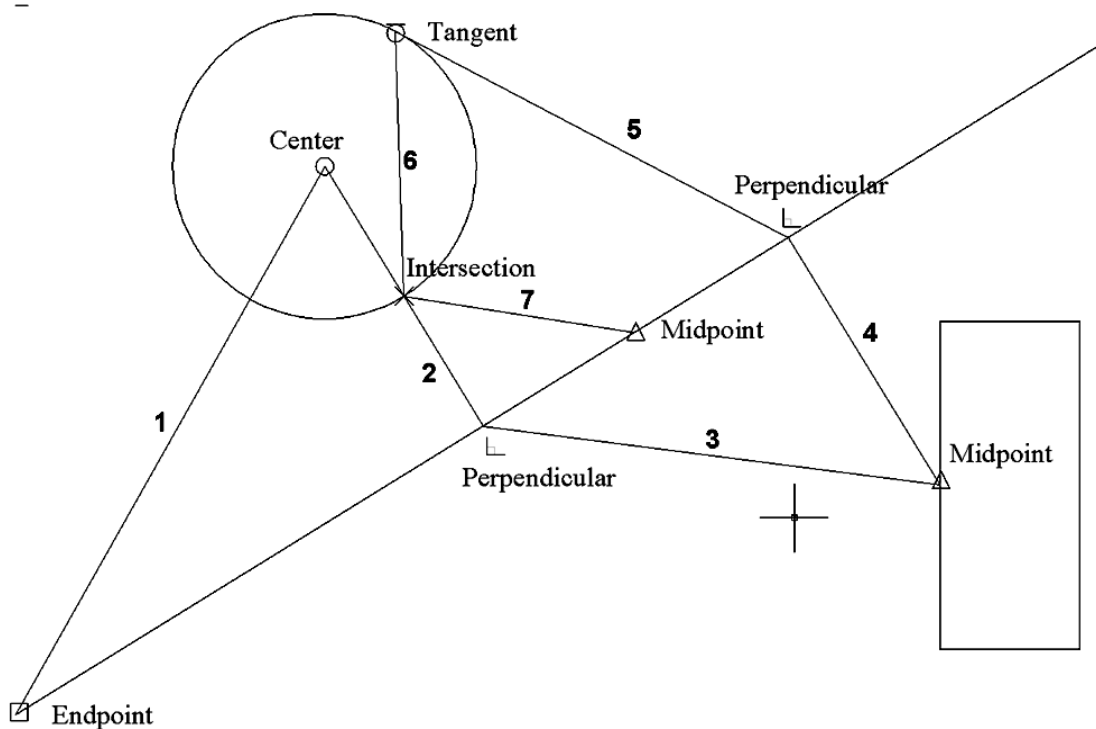 Tangent
5
Center
6
Perpendicular
Intersection
7
Midpoint
4
2
1
3
Midpoint
Perpendicular
Endpoint